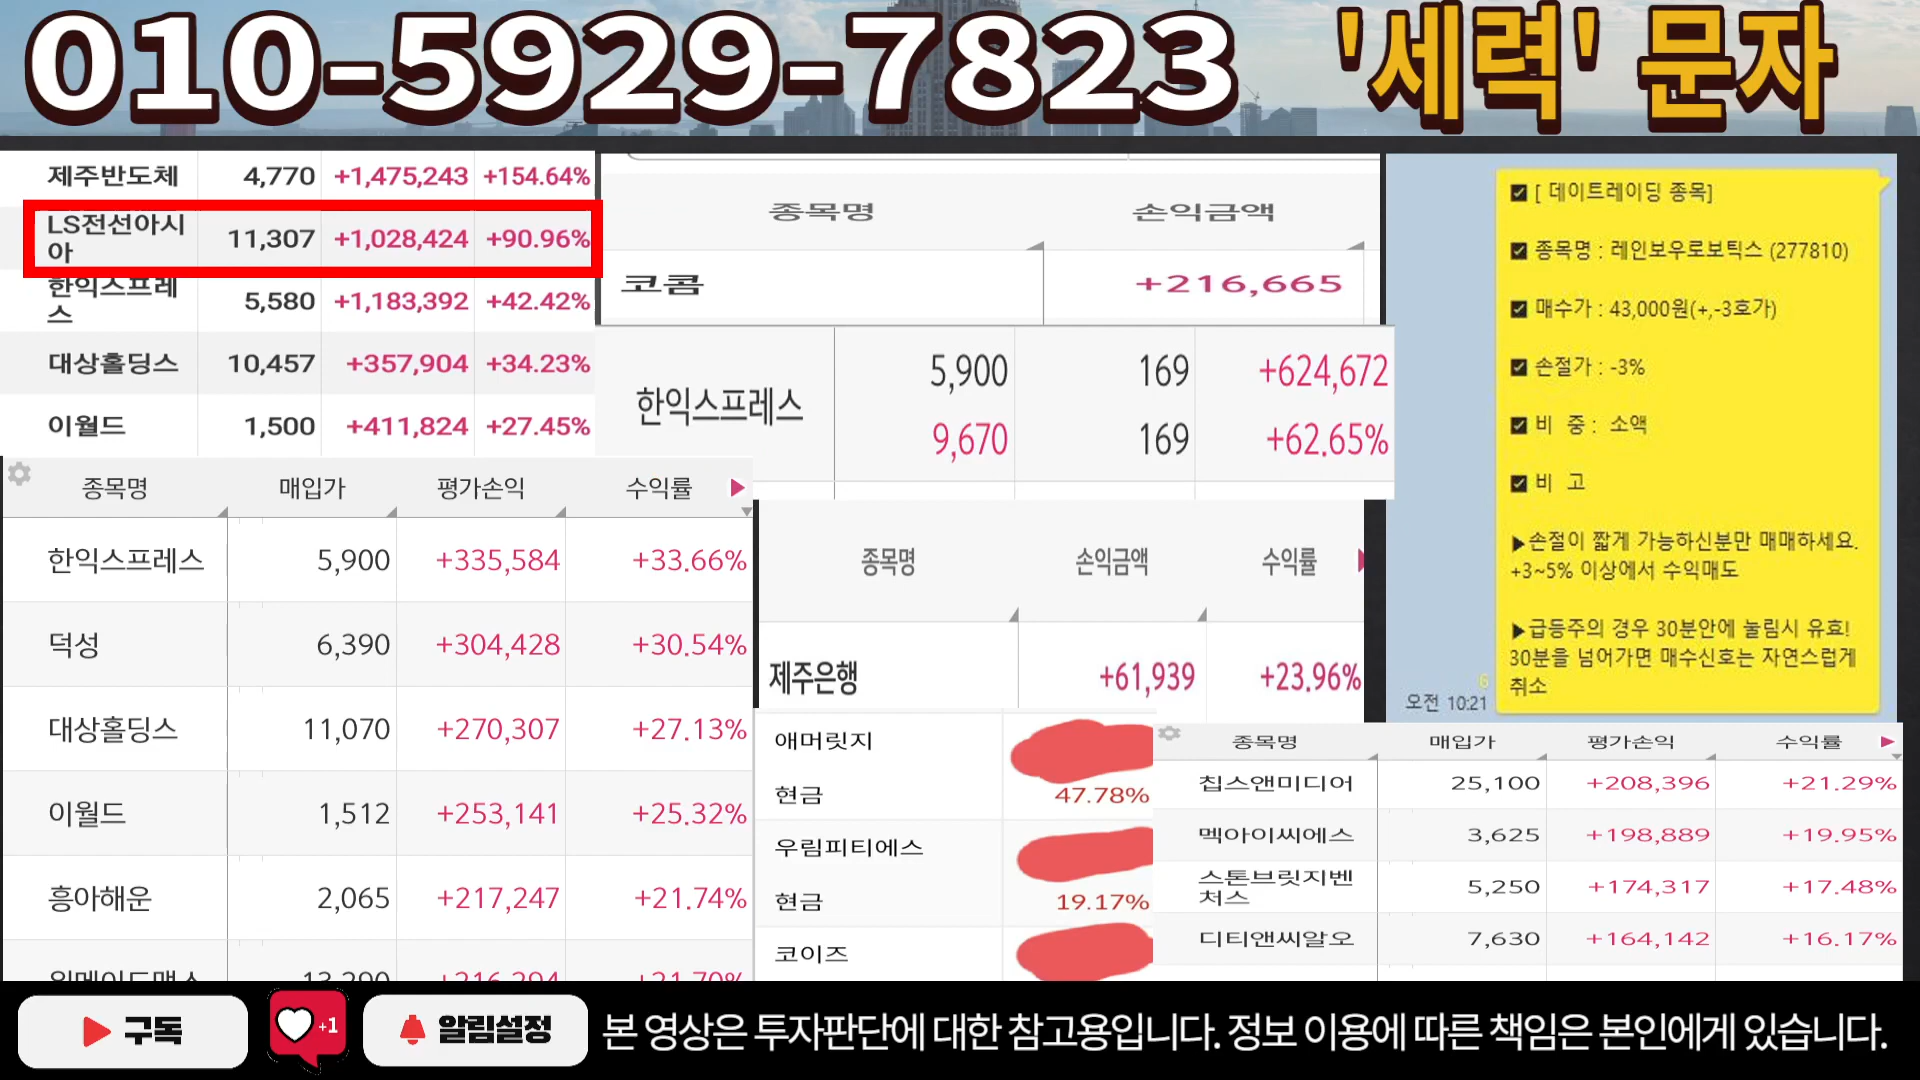 010-5929-7823 '세력' 문자
제주반도체 4,770 +1,475,243 +154.64%
LS전선아시아 11,307 +1,028,424 +90.96%
한익스프레스 5,580 +1,183,392 +42.42%
대상홀딩스 10,457 +357,904 +34.23%
이월드 1,500 +411,824 +27.45%
종목명 손익금액
코콤 +216,665
한익스프레스 5,900 169 +624,672
9,670 169 +62.65%
☑ [ 데이트레이딩 종목]
☑ 종목명 : 레인보우로보틱스 (277810)
☑ 매수가 : 43,000원(+,-3호가)
☑ 손절가 : -3%
☑ 비 중 : 소액
☑ 비 고
▶손절이 짧게 가능하신분만 매매하세요.
+3~5% 이상에서 수익매도
▶급등주의 경우 30분안에 눌림시 유효!
30분을 넘어가면 매수신호는 자연스럽게
취소
6
오전 10:21
종목명 매입가 평가손익 수익률
한익스프레스 5,900 +335,584 +33.66%
덕성 6,390 +304,428 +30.54%
대상홀딩스 11,070 +270,307 +27.13%
이월드 1,512 +253,141 +25.32%
흥아해운 2,065 +217,247 +21.74%
종목명 손익금액 수익률
제주은행 +61,939 +23.96%
애머릿지
현금 47.78%
우림피티에스
현금 19.17%
코이즈
종목명 매입가 평가손익 수익률
칩스앤미디어 25,100 +208,396 +21.29%
멕아이씨에스 3,625 +198,889 +19.95%
스톤브릿지벤처스 5,250 +174,317 +17.48%
디티앤씨알오 7,630 +164,142 +16.17%
구독 +1 알림설정 본 영상은 투자판단에 대한 참고용입니다. 정보 이용에 따른 책임은 본인에게 있습니다.